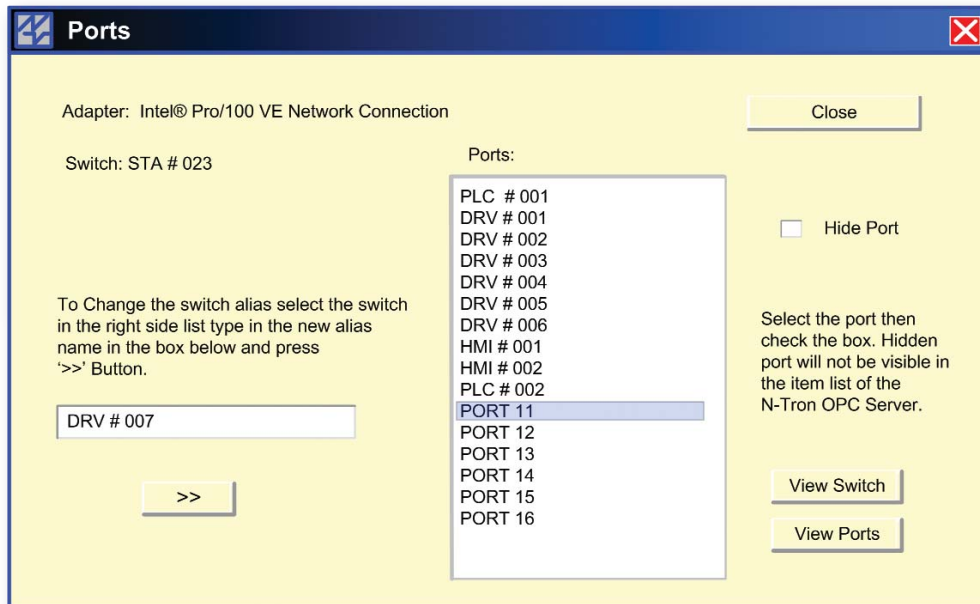 Ports
Adapter: Intel® Pro/100 VE Network Connection
Close
Switch: STA # 023
Ports:
PLC # 001
DRV # 001
DRV # 002
DRV # 003
DRV # 004
DRV # 005
DRV # 006
HMI # 001
HMI # 002
PLC # 002
PORT 11
PORT 12
PORT 13
PORT 14
PORT 15
PORT 16
Hide Port
To Change the switch alias select the switch
in the right side list type in the new alias
name in the box below and press
‘>>’ Button.
DRV # 007
>>
Select the port then
check the box. Hidden
port will not be visible in
the item list of the
N-Tron OPC Server.
View Switch
View Ports